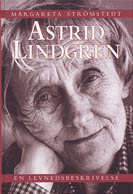 MARGARETA STRÖMSTEDT
ASTRID
LINDGREN
EN LEVNEDSBESKRIVELSE